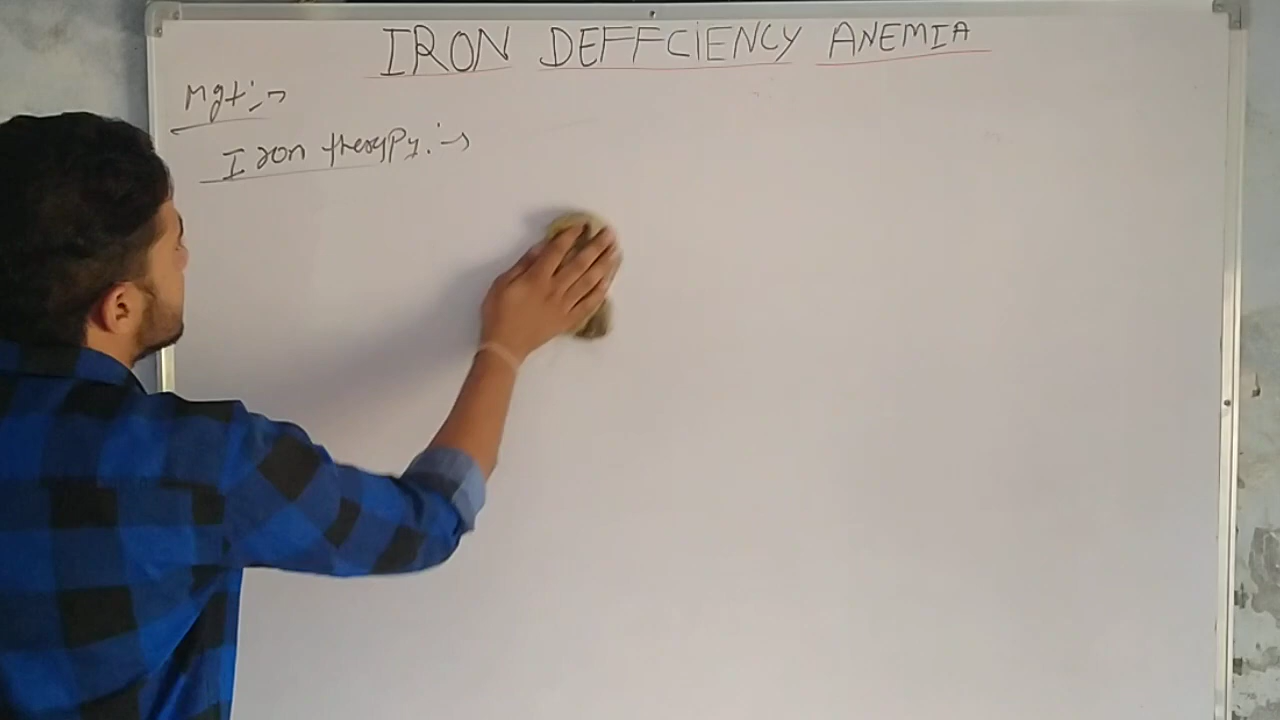 IRON DEFFCiENCY ANEMIA
Mgt:→
Iron therapy:→